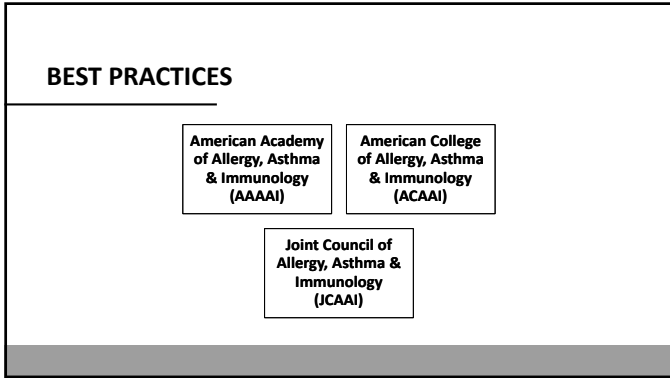 BEST PRACTICES
American Academy
of Allergy, Asthma
& Immunology
(AAAAI)
American College
of Allergy, Asthma
& Immunology
(ACAAI)
Joint Council of
Allergy, Asthma &
Immunology
(JCAAI)